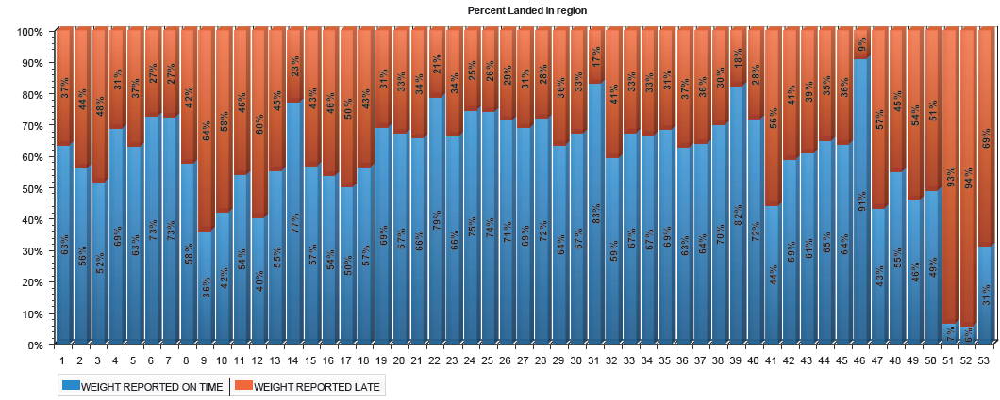 Percent Landed in region
100%
90%
80%
70%
60%
50%
40%
30%
20%
10%
0%
37% 44% 48% 31% 37% 27% 27% 42% 64% 58% 46% 60% 45% 23% 43% 46% 50% 43% 31% 33% 34% 21% 34% 25% 26% 29% 31% 28% 36% 33% 17% 41% 33% 33% 31% 37% 36% 30% 18% 28% 56% 41% 39% 35% 36% 9% 57% 45% 54% 51% 93% 94% 69%
63% 56% 52% 69% 63% 73% 73% 58% 36% 42% 54% 40% 55% 77% 57% 54% 50% 57% 69% 67% 66% 79% 66% 75% 74% 71% 69% 72% 64% 67% 83% 59% 67% 67% 69% 63% 64% 70% 82% 72% 44% 59% 61% 65% 64% 91% 43% 55% 46% 49% 7% 6% 31%
1 2 3 4 5 6 7 8 9 10 11 12 13 14 15 16 17 18 19 20 21 22 23 24 25 26 27 28 29 30 31 32 33 34 35 36 37 38 39 40 41 42 43 44 45 46 47 48 49 50 51 52 53
WEIGHT REPORTED ON TIME WEIGHT REPORTED LATE